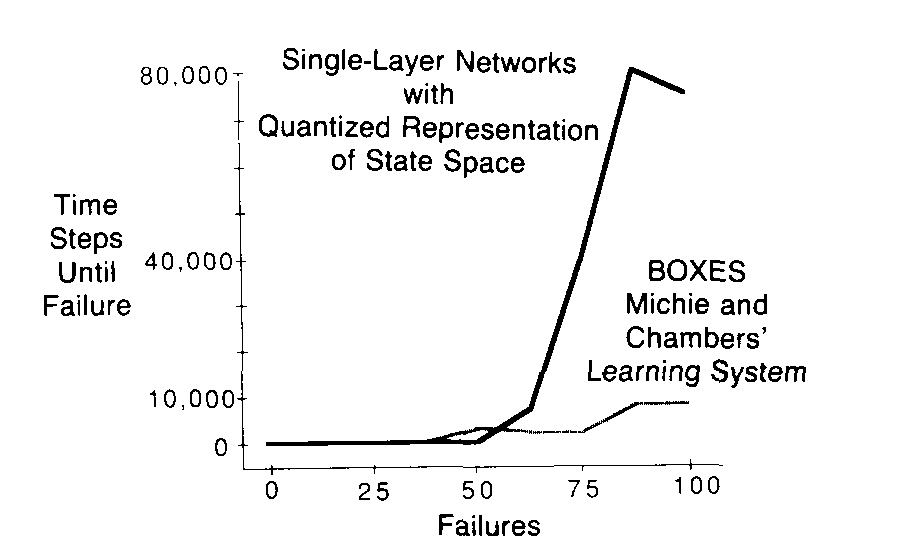 Single-Layer Networks
with
Quantized Representation
of State Space
80,000
Time
Steps
Until
Failure
40,000
BOXES
Michie and
Chambers'
Learning System
10,000
0
0 25 50 75 100
Failures